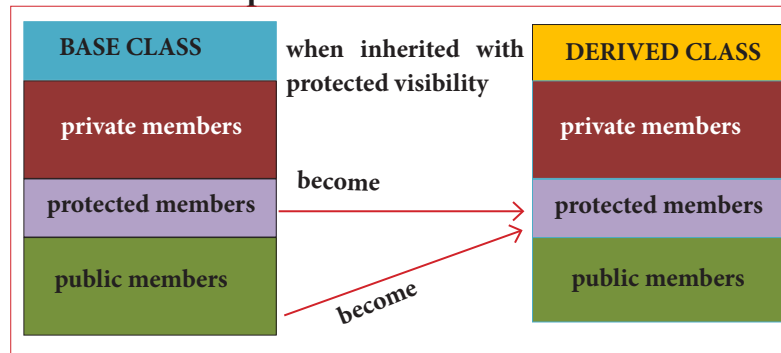 BASE CLASS
when inherited with
protected visibility
DERIVED CLASS
private members
private members
become
protected members
protected members
public members
become
public members